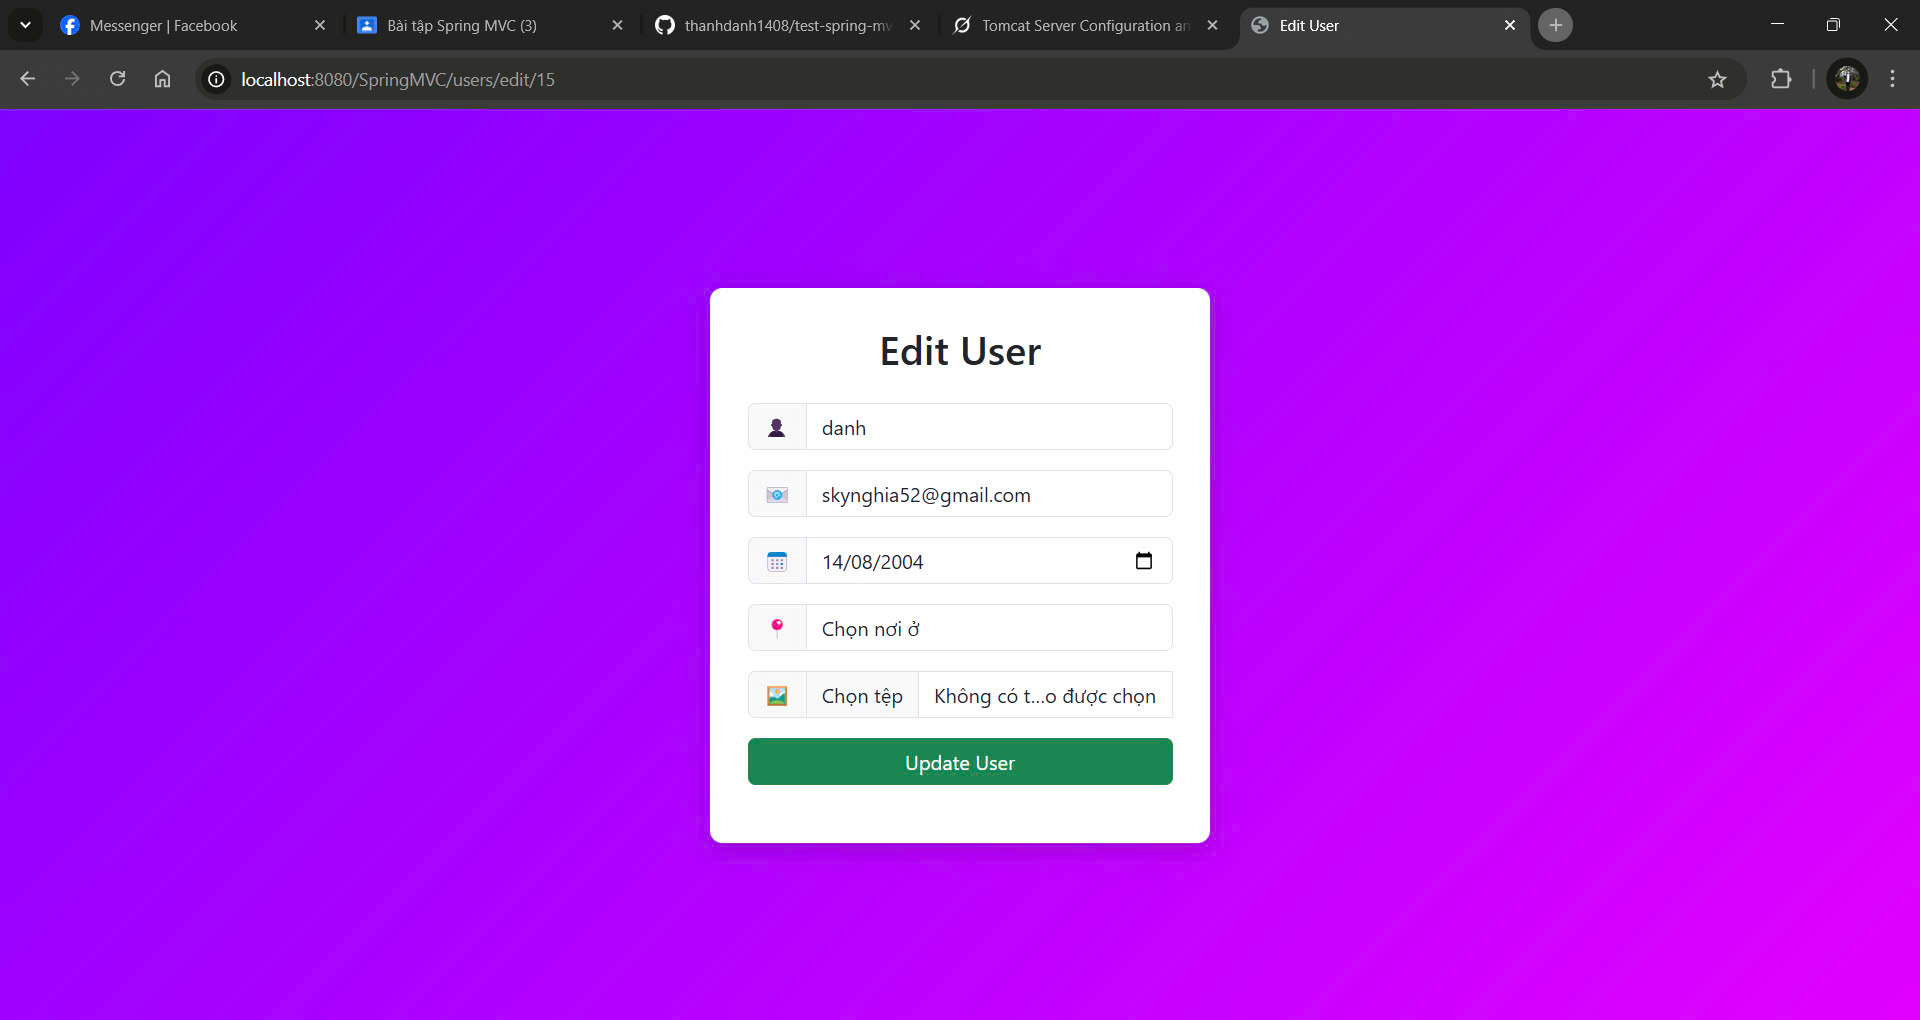 Messenger | Facebook
Bài tập Spring MVC (3)
thanhdanh1408/test-spring-mv
Tomcat Server Configuration an
Edit User
localhost:8080/SpringMVC/users/edit/15
Edit User
danh
skynghia52@gmail.com
14/08/2004
Chọn nơi ở
Chọn tệp Không có t...o được chọn
Update User